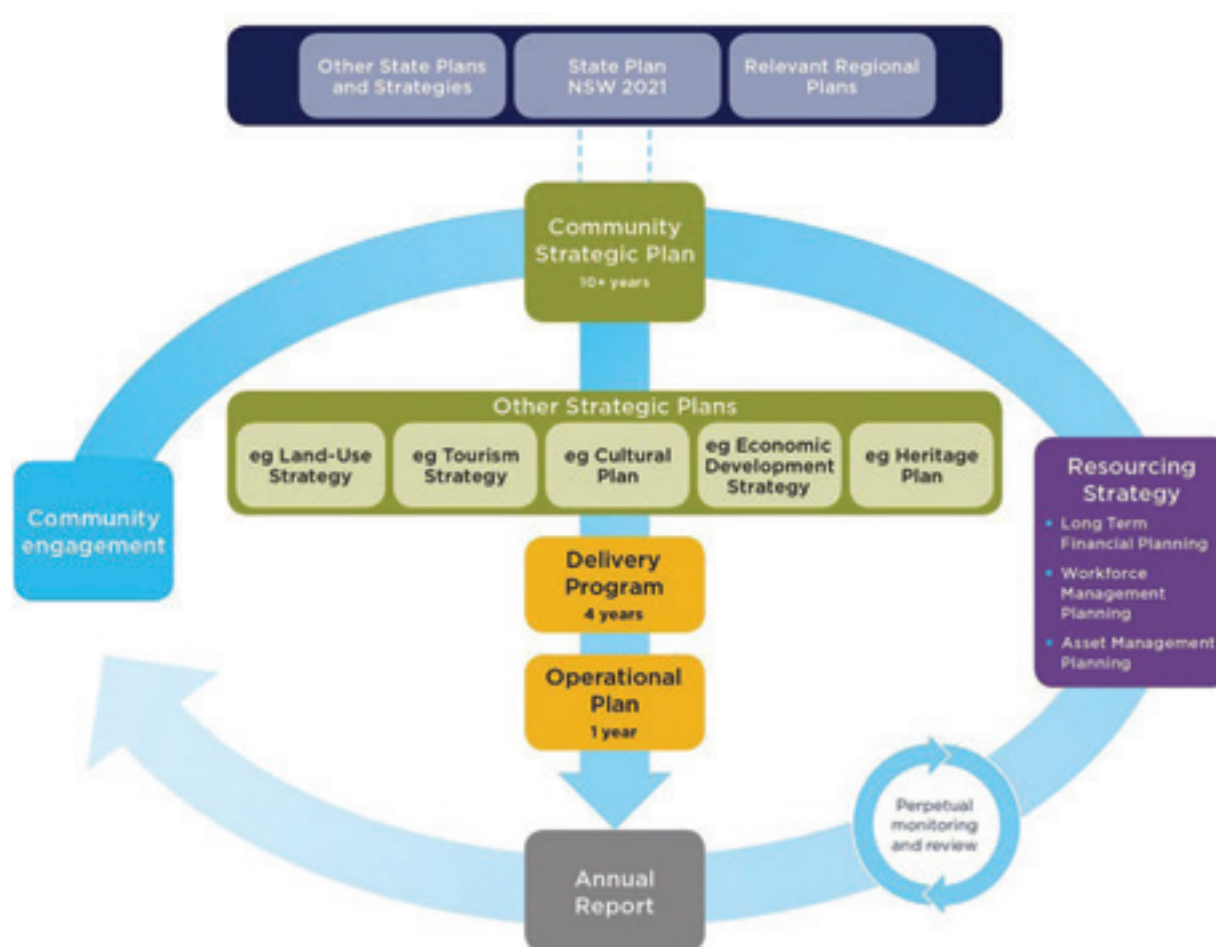 Other State Plans
and Strategies
State Plan
NSW 2021
Relevant Regional
Plans
Community
Strategic Plan
10+ years
Other Strategic Plans
eg Land-Use
Strategy
eg Tourism
Strategy
eg Cultural
Plan
eg Economic
Development
Strategy
eg Heritage
Plan
Community
engagement
Resourcing
Strategy
• Long Term
Financial Planning
• Workforce
Management
Planning
• Asset Management
Planning
Delivery
Program
4 years
Operational
Plan
1 year
Perpetual
monitoring
and review
Annual
Report